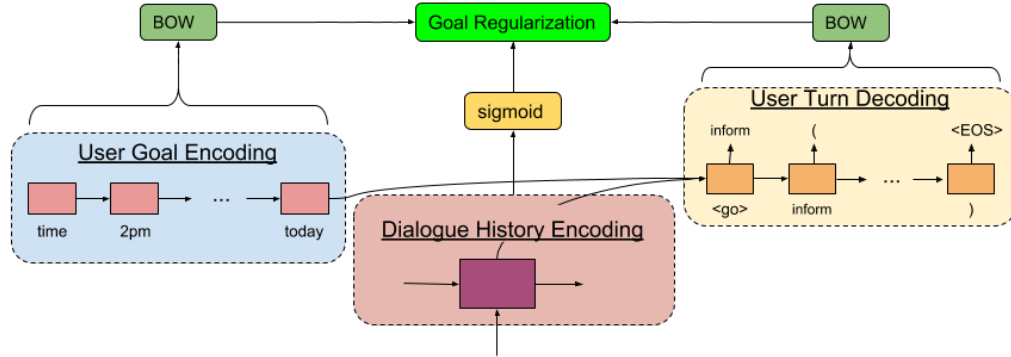 BOW
Goal Regularization
BOW
sigmoid
User Goal Encoding
time
2pm
...
today
Dialogue History Encoding
User Turn Decoding
inform
(
<EOS>
...
<go>
inform
)